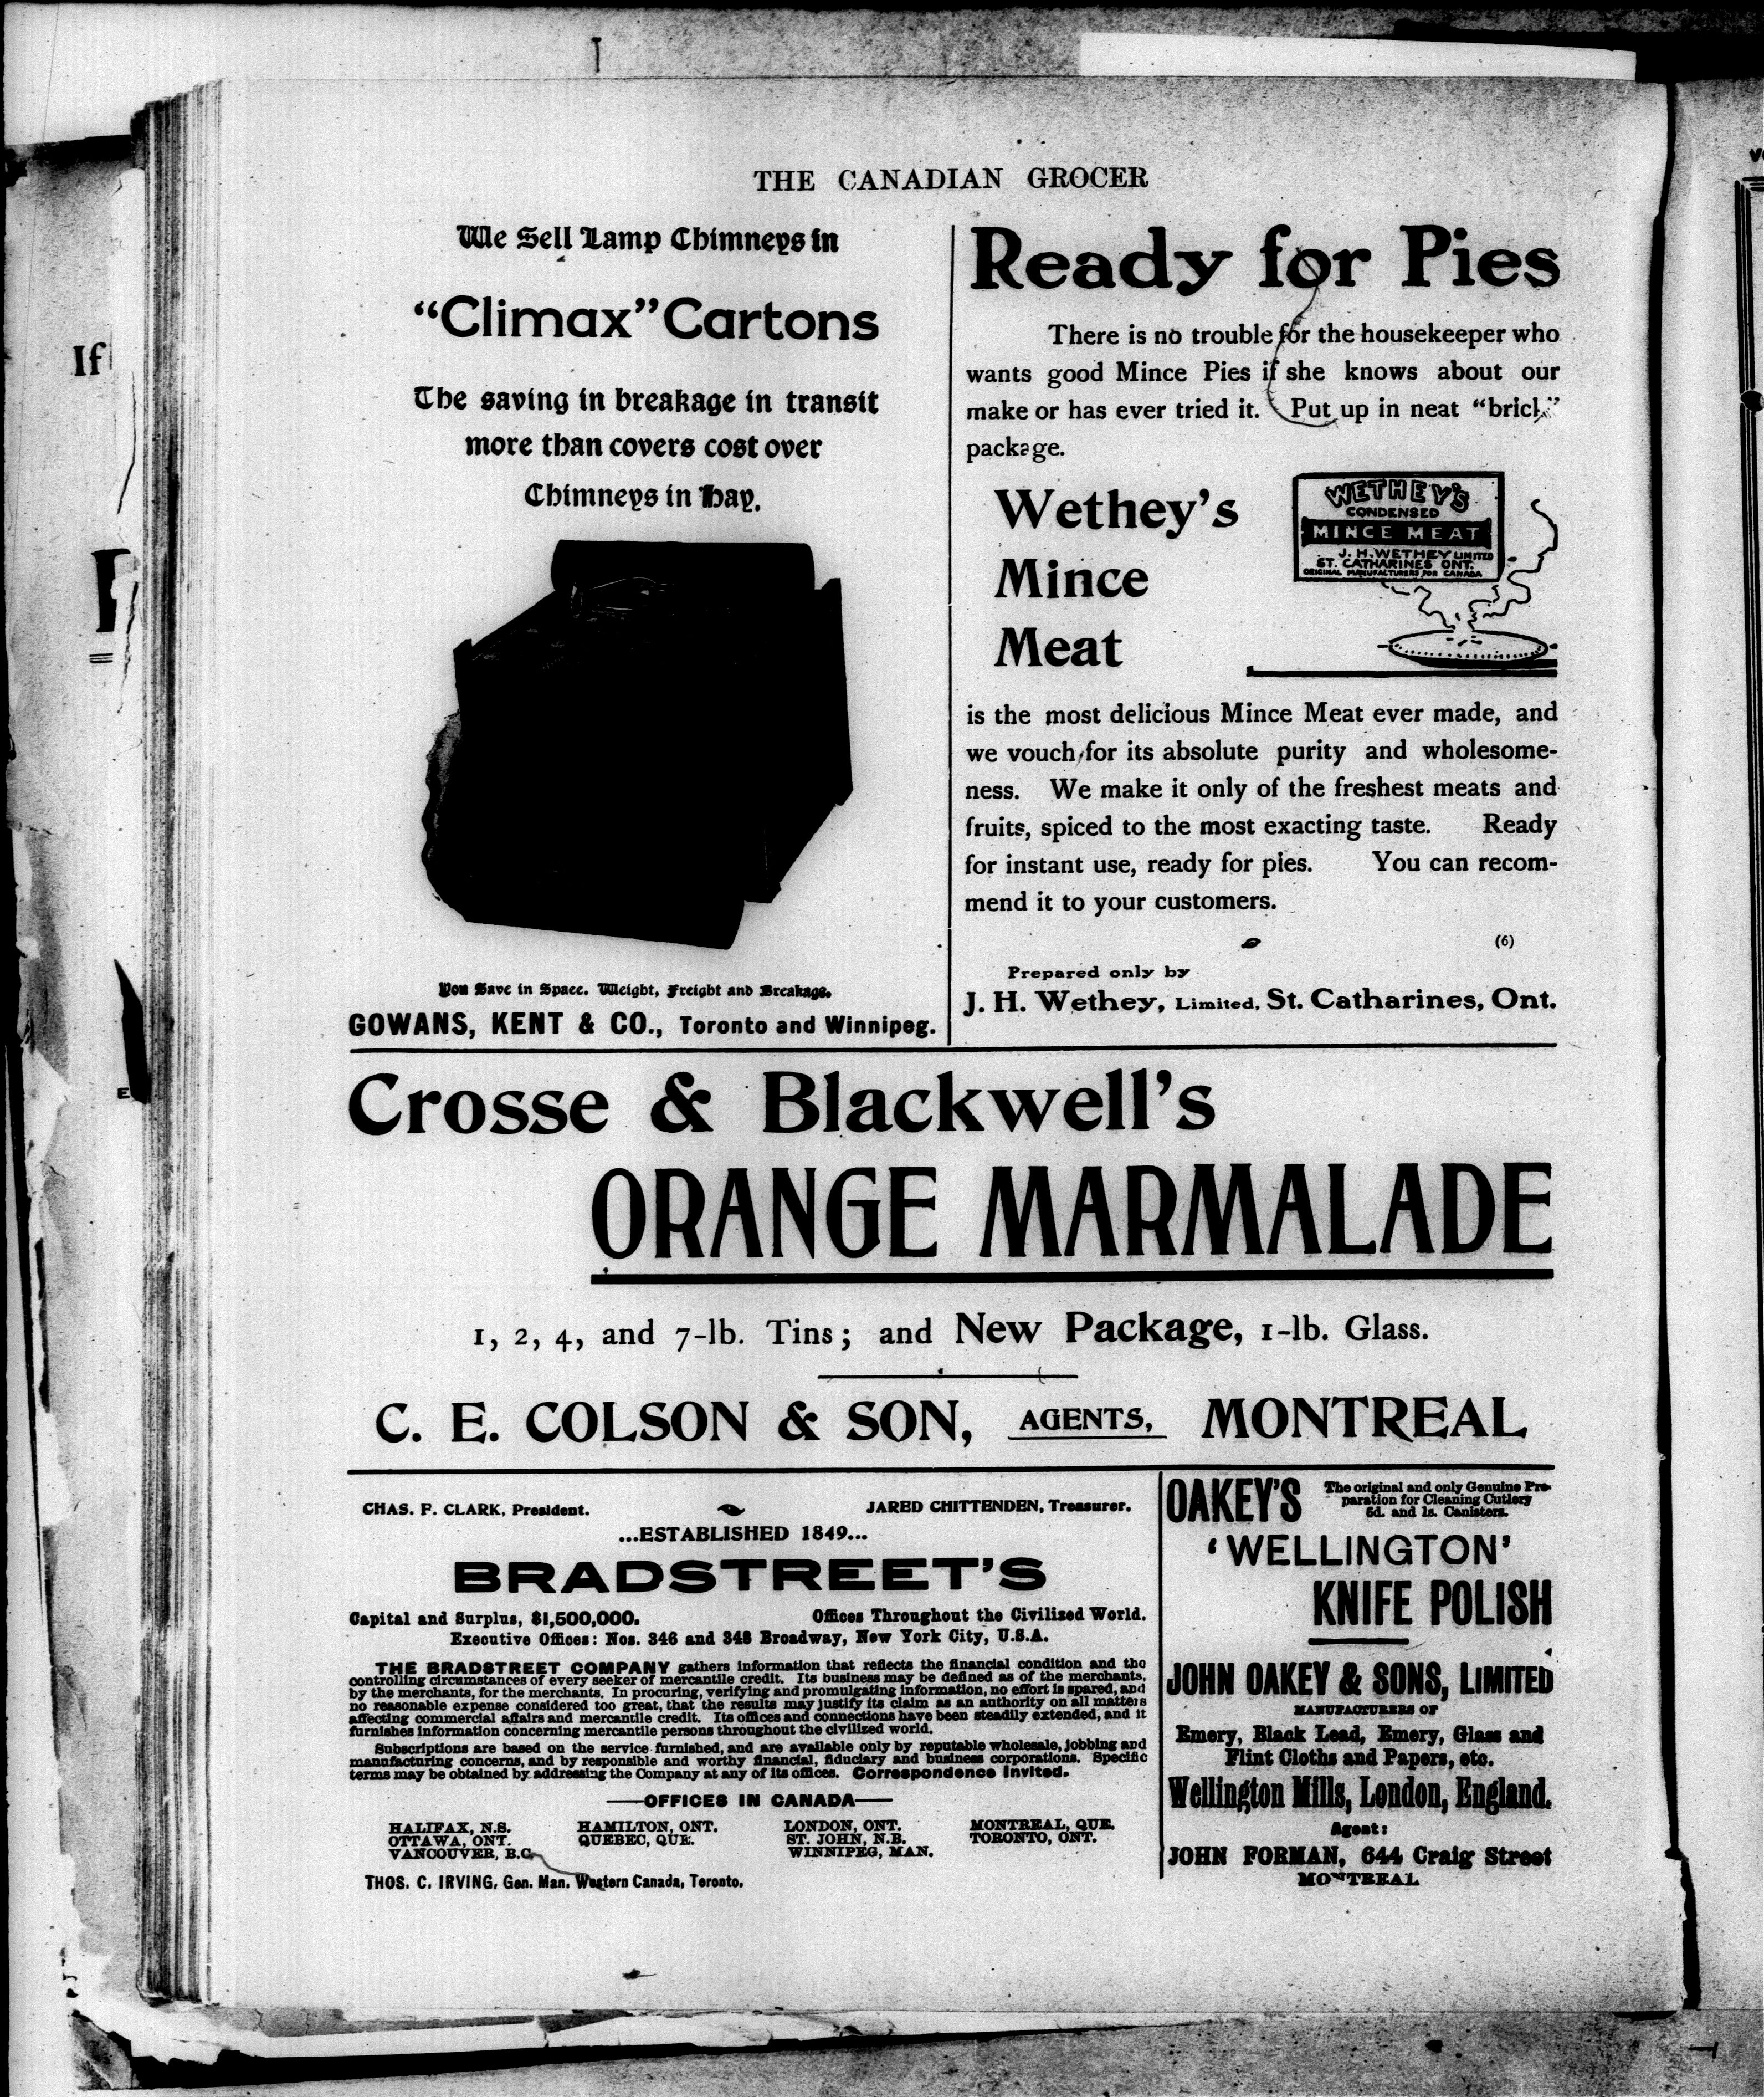 THE CANADIAN GROCER
We Sell Lamp Chimneys in
"Climax" Cartons
The saving in breakage in transit
more than covers cost over
Chimneys in Hay.
You Save in Space. Weight, Freight and Breakage.
GOWANS, KENT & CO., Toronto and Winnipeg.
Ready for Pies
There is no trouble for the housekeeper who
wants good Mince Pies if she knows about our
make or has ever tried it. Put up in neat "brick"
package.
Wethey's
Mince
Meat
WETHEY'S
CONDENSED
MINCE MEAT
J. H. WETHEY LIMITED
ST. CATHARINES ONT.
ORIGINAL MANUFACTURERS FOR CANADA
is the most delicious Mince Meat ever made, and
we vouch for its absolute purity and wholesome-
ness. We make it only of the freshest meats and
fruits, spiced to the most exacting taste. Ready
for instant use, ready for pies. You can recom-
mend it to your customers.
(6)
Prepared only by
J. H. Wethey, Limited, St. Catharines, Ont.
Crosse & Blackwell's
ORANGE MARMALADE
1, 2, 4, and 7-lb. Tins; and New Package, 1-lb. Glass.
C. E. COLSON & SON, AGENTS, MONTREAL
CHAS. F. CLARK, President. JARED CHITTENDEN, Treasurer.
...ESTABLISHED 1849...
BRADSTREET'S
Capital and Surplus, $1,500,000. Offices Throughout the Civilized World.
Executive Offices: Nos. 346 and 348 Broadway, New York City, U.S.A.
THE BRADSTREET COMPANY gathers information that reflects the financial condition and the
controlling circumstances of every seeker of mercantile credit. Its business may be defined as of the merchants,
by the merchants, for the merchants. In procuring, verifying and promulgating information, no effort is spared, and
no reasonable expense considered too great, that the results may justify its claim as an authority on all matters
affecting commercial affairs and mercantile credit. Its offices and connections have been steadily extended, and it
furnishes information concerning mercantile persons throughout the civilized world.
Subscriptions are based on the service furnished, and are available only by reputable wholesale, jobbing and
manufacturing concerns, and by responsible and worthy financial, fiduciary and business corporations. Specific
terms may be obtained by addressing the Company at any of its offices. Correspondence Invited.
——OFFICES IN CANADA——
HALIFAX, N.S. HAMILTON, ONT. LONDON, ONT. MONTREAL, QUE.
OTTAWA, ONT. QUEBEC, QUE. ST. JOHN, N.B. TORONTO, ONT.
VANCOUVER, B.C. WINNIPEG, MAN.
THOS. C. IRVING, Gen. Man. Western Canada, Toronto.
OAKEY'S
The original and only Genuine Pre-
paration for Cleaning Cutlery
6d. and 1s. Canisters.
'WELLINGTON'
KNIFE POLISH
JOHN OAKEY & SONS, LIMITED
MANUFACTURERS OF
Emery, Black Lead, Emery, Glass and
Flint Cloths and Papers, etc.
Wellington Mills, London, England.
Agent:
JOHN FORMAN, 644 Craig Street
MONTREAL
If